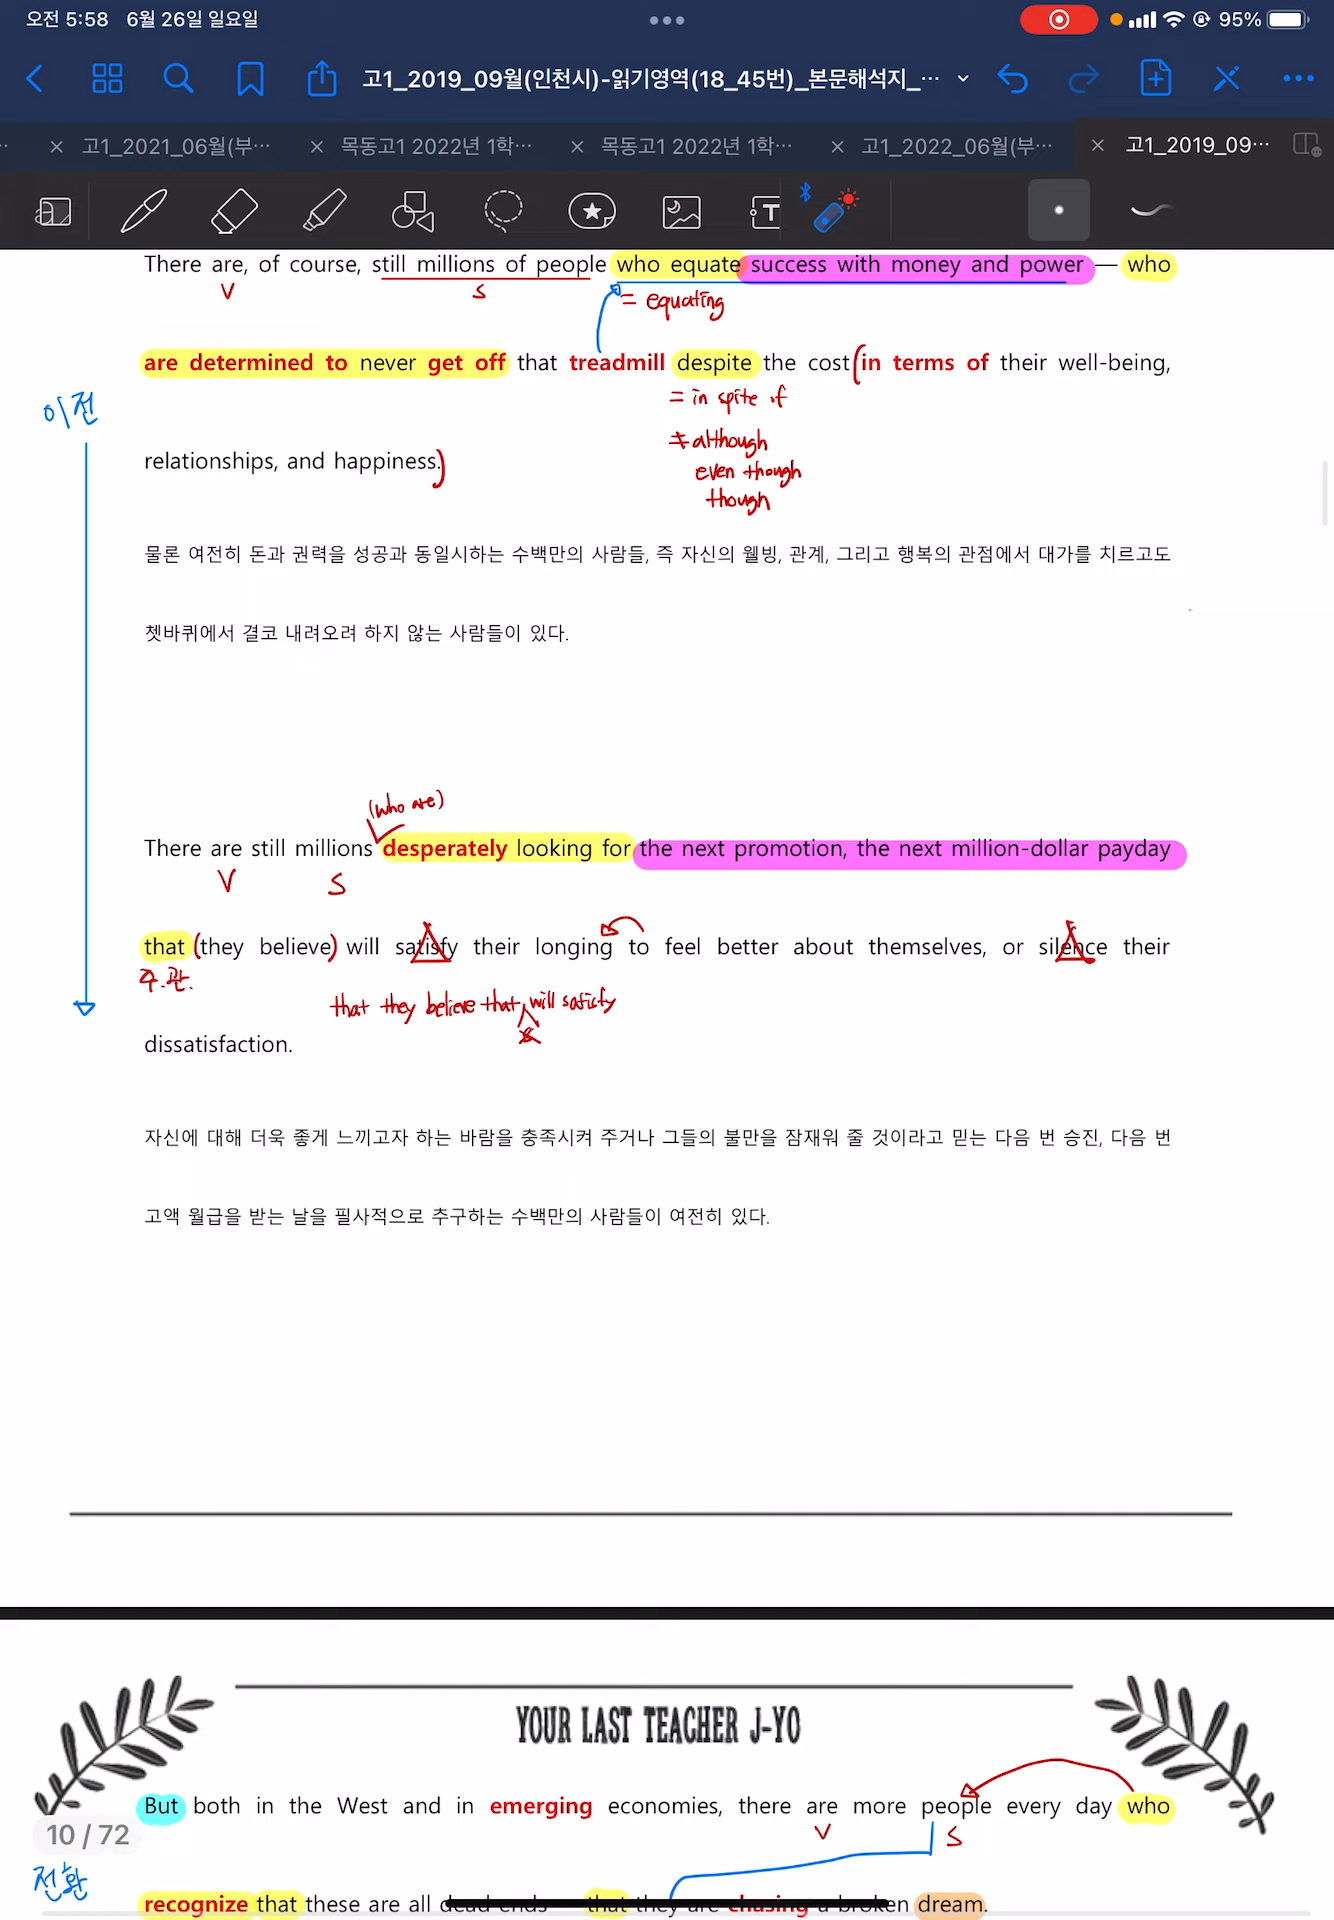 오전 5:58 6월 26일 일요일
95%
고1_2019_09월(인천시)-읽기영역(18_45번)_본문해석지_…
고1_2021_06월(부…
목동고1 2022년 1학…
목동고1 2022년 1학…
고1_2022_06월(부…
고1_2019_09…
There are, of course, still millions of people who equate success with money and power — who
V
S
= equating
are determined to never get off that treadmill despite the cost (in terms of their well-being,
이전
= in spite of
≠ although
even though
though
relationships, and happiness.)
물론 여전히 돈과 권력을 성공과 동일시하는 수백만의 사람들, 즉 자신의 웰빙, 관계, 그리고 행복의 관점에서 대가를 치르고도
쳇바퀴에서 결코 내려오려 하지 않는 사람들이 있다.
(who are)
There are still millions desperately looking for the next promotion, the next million-dollar payday
V
S
that (they believe) will satisfy their longing to feel better about themselves, or silence their
주.관.
that they believe that will satisfy
dissatisfaction.
자신에 대해 더욱 좋게 느끼고자 하는 바람을 충족시켜 주거나 그들의 불만을 잠재워 줄 것이라고 믿는 다음 번 승진, 다음 번
고액 월급을 받는 날을 필사적으로 추구하는 수백만의 사람들이 여전히 있다.
YOUR LAST TEACHER J-YO
But both in the West and in emerging economies, there are more people every day who
10 / 72
V
S
전환
recognize that these are all dead ends — that they are chasing a broken dream.